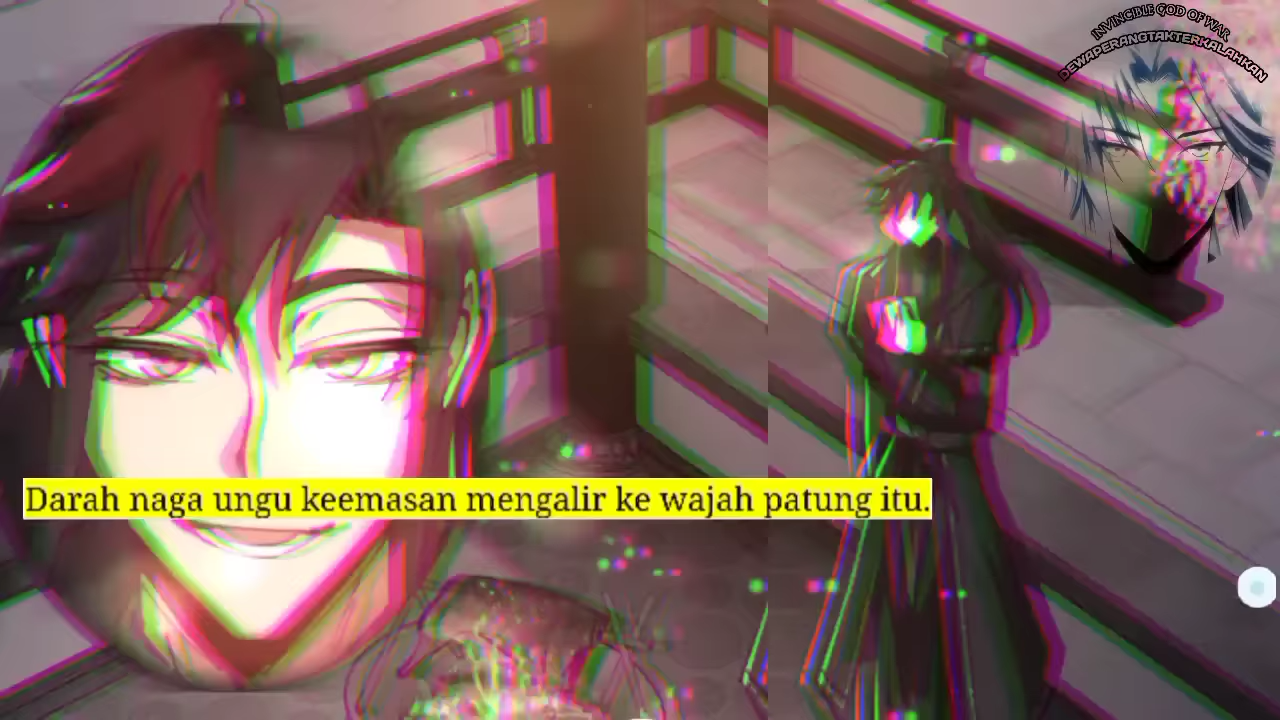 INVINCIBLE GOD OF WAR
DEWAPERANGTAKTERKALAHKAN
Darah naga ungu keemasan mengalir ke wajah patung itu.